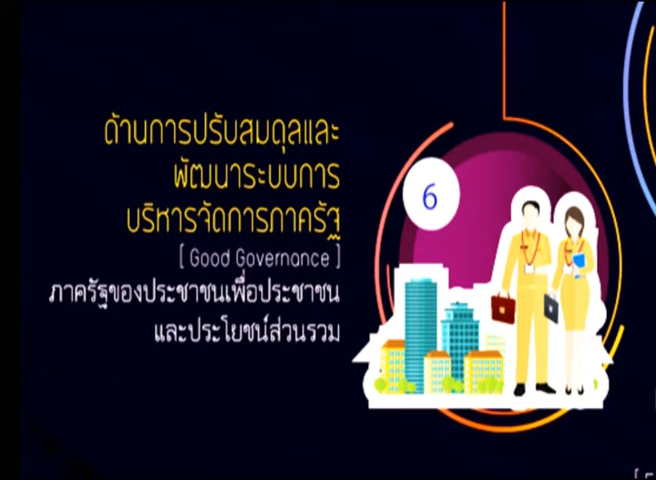 ด้านการปรับสมดุลและ
พัฒนาระบบการ
บริหารจัดการภาครัฐ
[ Good Governance ]
ภาครัฐของประชาชนเพื่อประชาชน
และประโยชน์ส่วนรวม
6